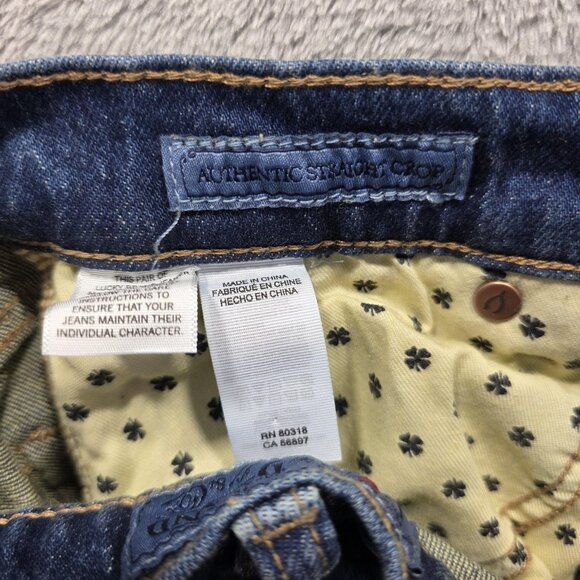 AUTHENTIC STRAIGHT CROP
THIS PAIR OF
LUCKY
INSTRUCTIONS TO
ENSURE THAT YOUR
JEANS MAINTAIN THEIR
INDIVIDUAL CHARACTER.
MADE IN CHINA
FABRIQUÉ EN CHINE
HECHO EN CHINA
RN 80318
CA 56897